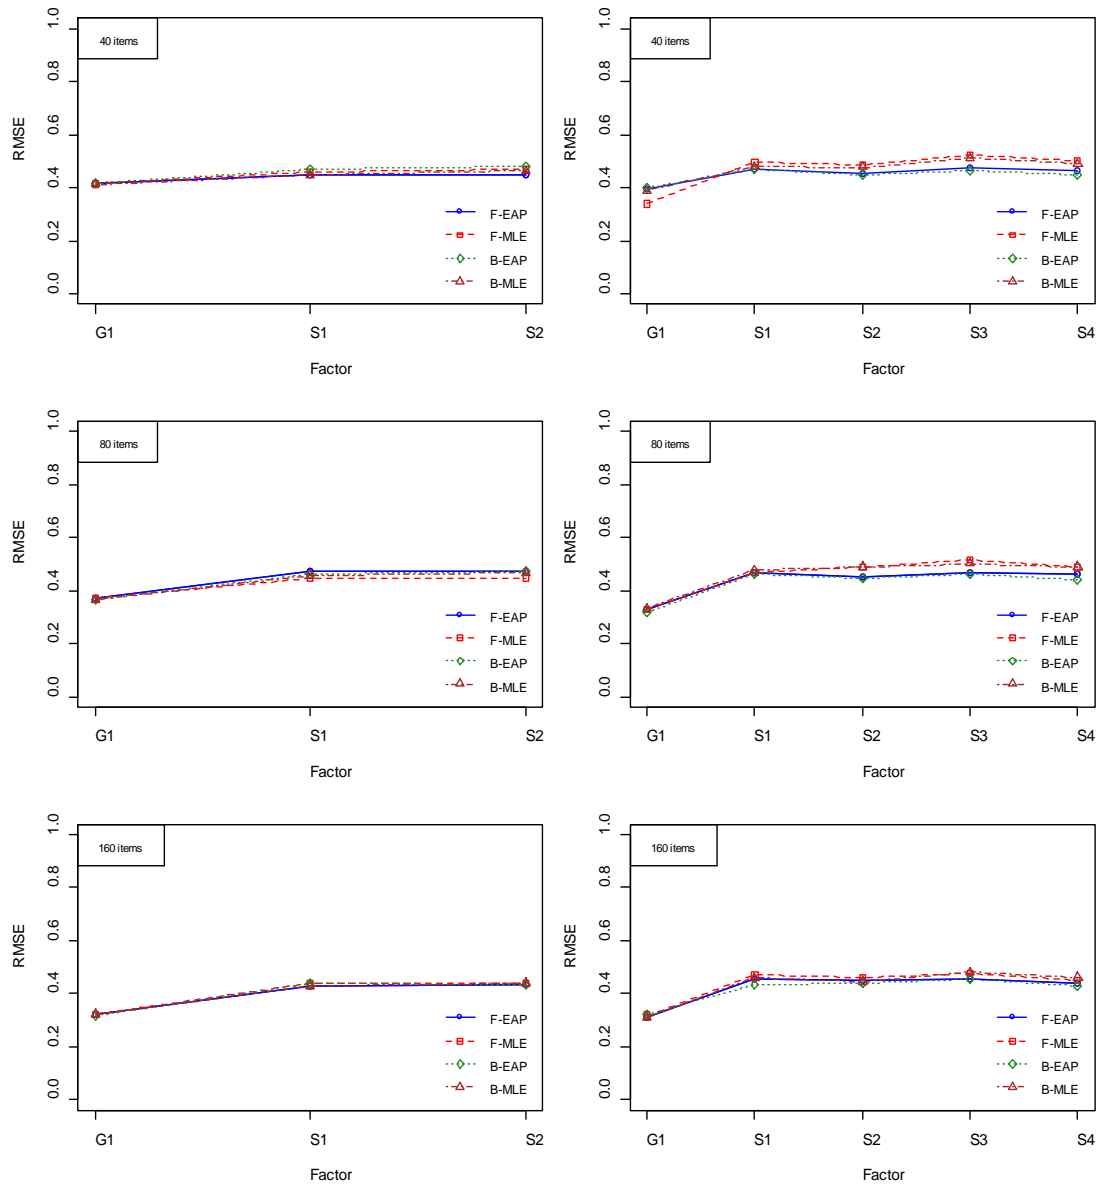 40 items
RMSE
1.0
0.8
0.6
0.4
0.2
0.0
F-EAP
F-MLE
B-EAP
B-MLE
G1 S1 S2
Factor
40 items
RMSE
1.0
0.8
0.6
0.4
0.2
0.0
F-EAP
F-MLE
B-EAP
B-MLE
G1 S1 S2 S3 S4
Factor
80 items
RMSE
1.0
0.8
0.6
0.4
0.2
0.0
F-EAP
F-MLE
B-EAP
B-MLE
G1 S1 S2
Factor
80 items
RMSE
1.0
0.8
0.6
0.4
0.2
0.0
F-EAP
F-MLE
B-EAP
B-MLE
G1 S1 S2 S3 S4
Factor
160 items
RMSE
1.0
0.8
0.6
0.4
0.2
0.0
F-EAP
F-MLE
B-EAP
B-MLE
G1 S1 S2
Factor
160 items
RMSE
1.0
0.8
0.6
0.4
0.2
0.0
F-EAP
F-MLE
B-EAP
B-MLE
G1 S1 S2 S3 S4
Factor